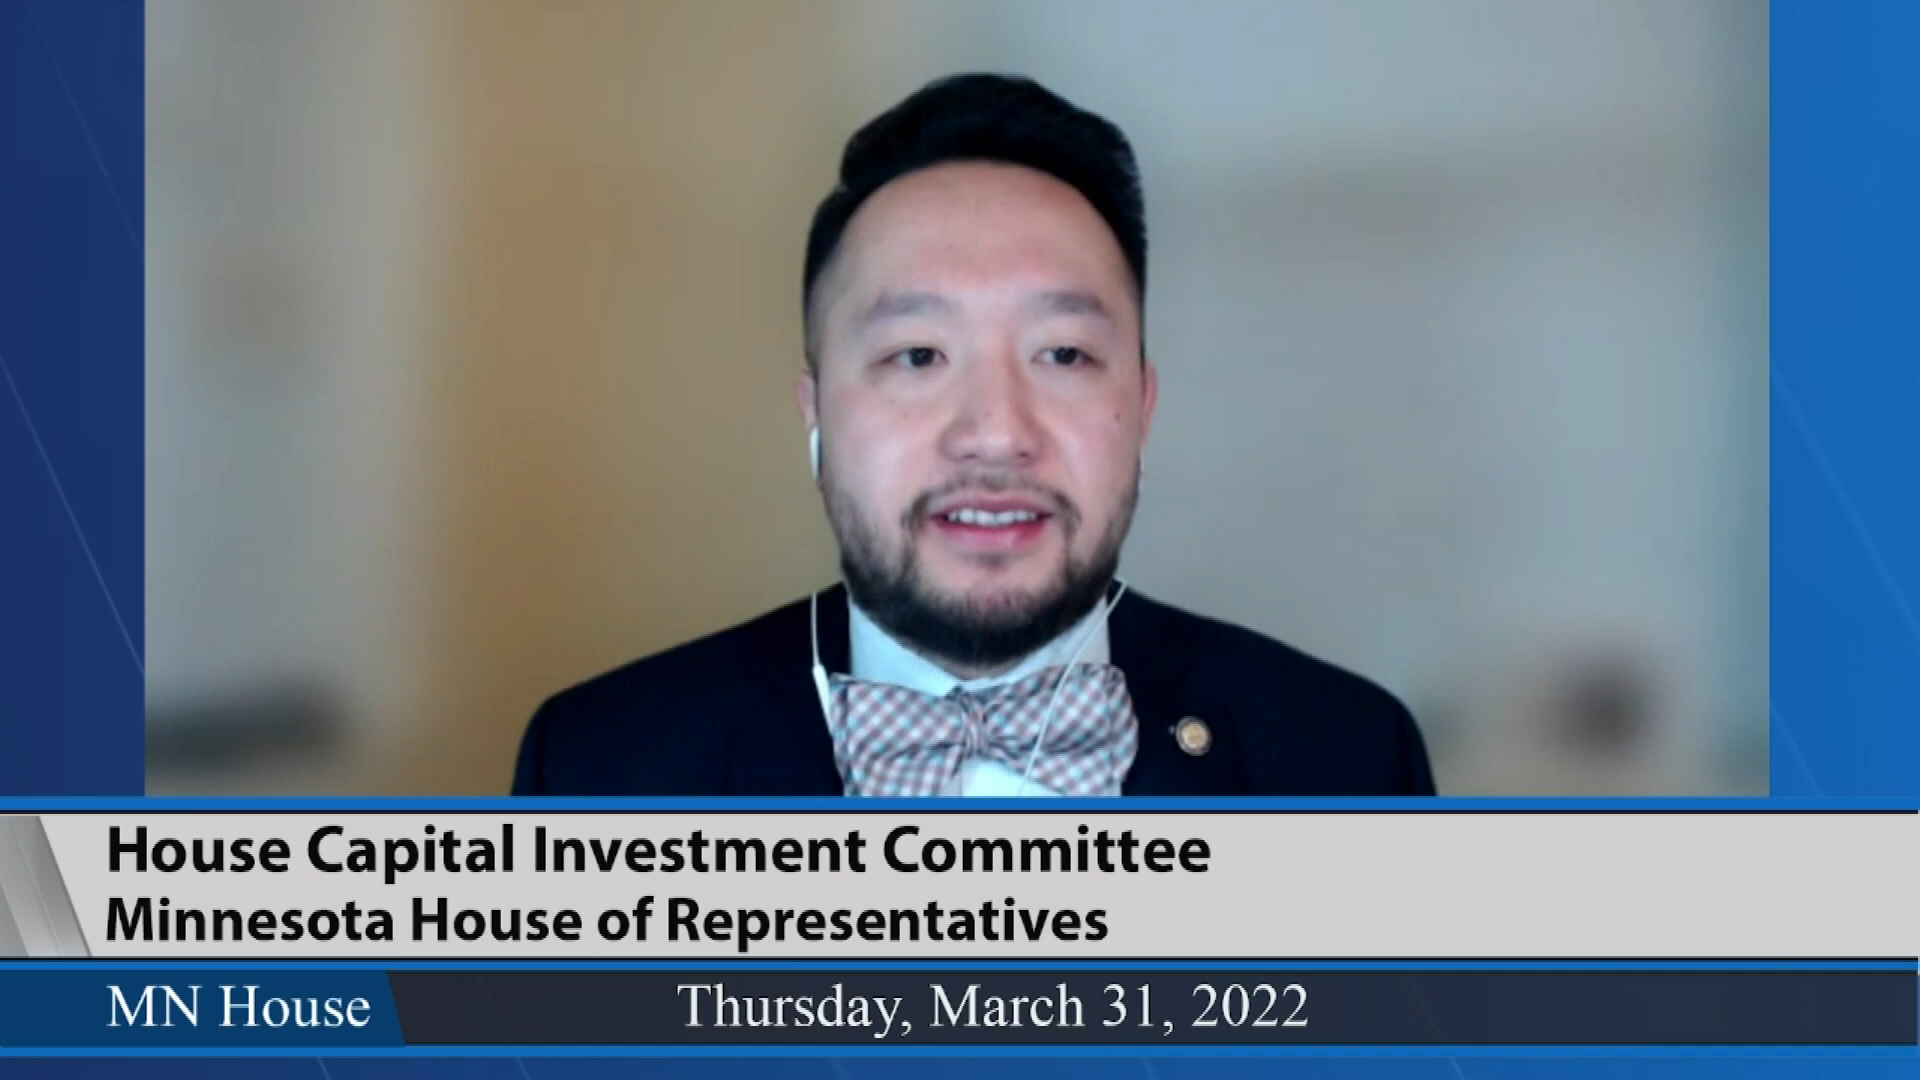 House Capital Investment Committee
Minnesota House of Representatives
MN House
Thursday, March 31, 2022